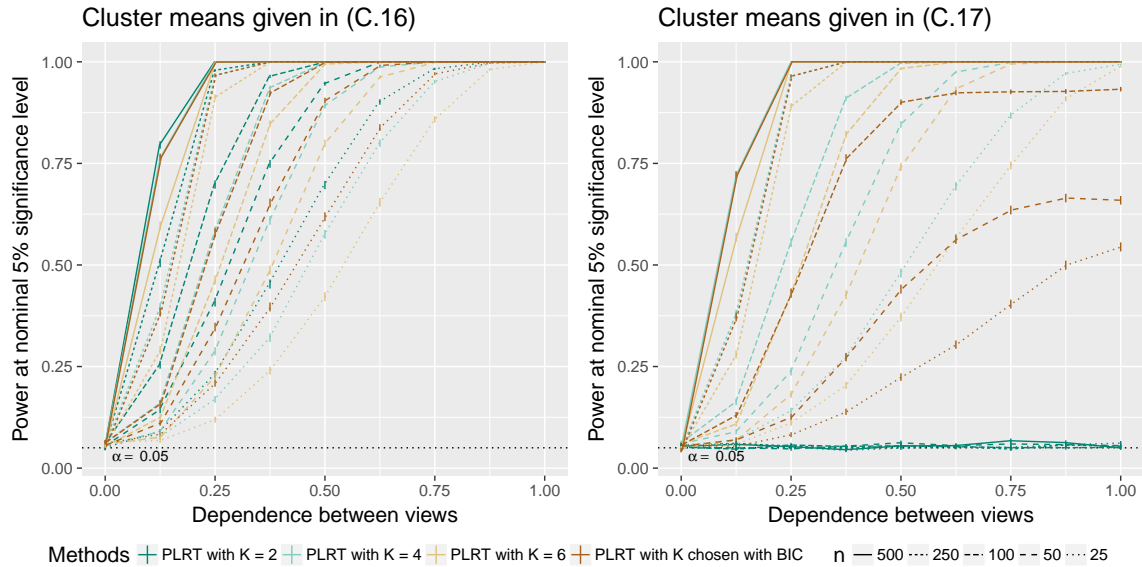 Cluster means given in (C.16)
Power at nominal 5% significance level
1.00
0.75
0.50
0.25
0.00
α = 0.05
0.00 0.25 0.50 0.75 1.00
Dependence between views
Cluster means given in (C.17)
Power at nominal 5% significance level
1.00
0.75
0.50
0.25
0.00
α = 0.05
0.00 0.25 0.50 0.75 1.00
Dependence between views
Methods PLRT with K = 2 PLRT with K = 4 PLRT with K = 6 PLRT with K chosen with BIC n 500 250 100 50 25